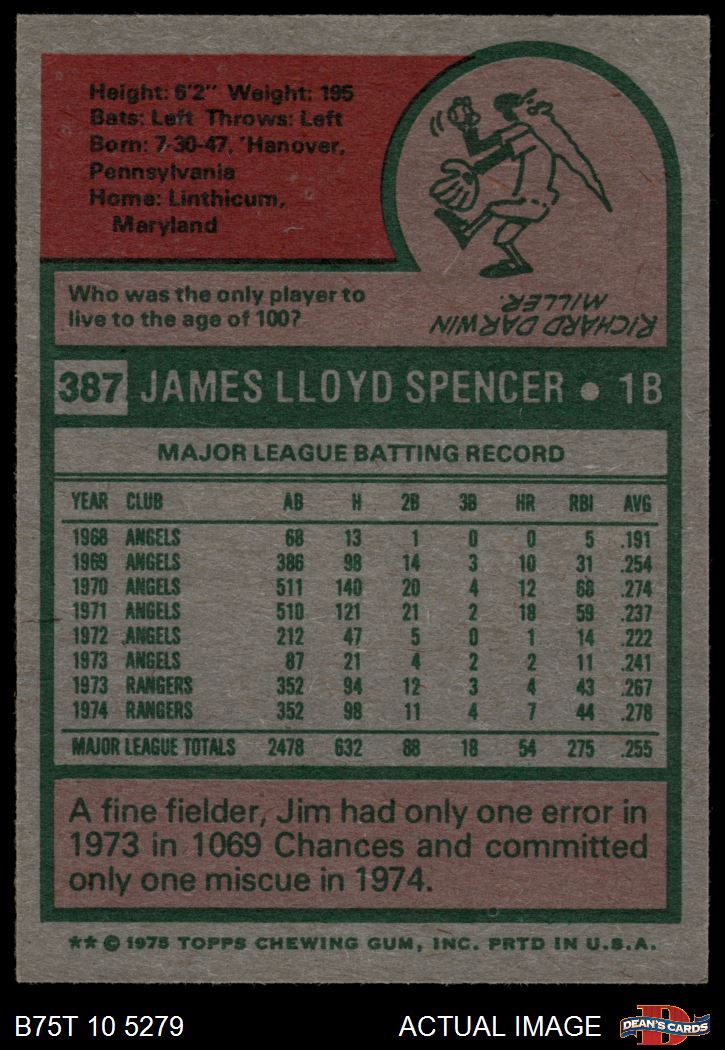 Height: 6'2" Weight: 195
Bats: Left Throws: Left
Born: 7-30-47, Hanover,
Pennsylvania
Home: Linthicum,
Maryland
Who was the only player to
live to the age of 100?
RICHARD DARWIN
MILLER.
387 JAMES LLOYD SPENCER • 1B
MAJOR LEAGUE BATTING RECORD
YEAR CLUB AB H 2B 3B HR RBI AVG
1968 ANGELS 68 13 1 0 0 5 .191
1969 ANGELS 386 98 14 3 10 31 .254
1970 ANGELS 511 140 20 4 12 68 .274
1971 ANGELS 510 121 21 2 18 59 .237
1972 ANGELS 212 47 5 0 1 14 .222
1973 ANGELS 87 21 4 2 2 11 .241
1973 RANGERS 352 94 12 3 4 43 .267
1974 RANGERS 352 98 11 4 7 44 .278
MAJOR LEAGUE TOTALS 2478 632 88 18 54 275 .255
A fine fielder, Jim had only one error in
1973 in 1069 Chances and committed
only one miscue in 1974.
** © 1975 TOPPS CHEWING GUM, INC. PRTD IN U.S.A.
B75T 10 5279 ACTUAL IMAGE DEAN'S CARDS